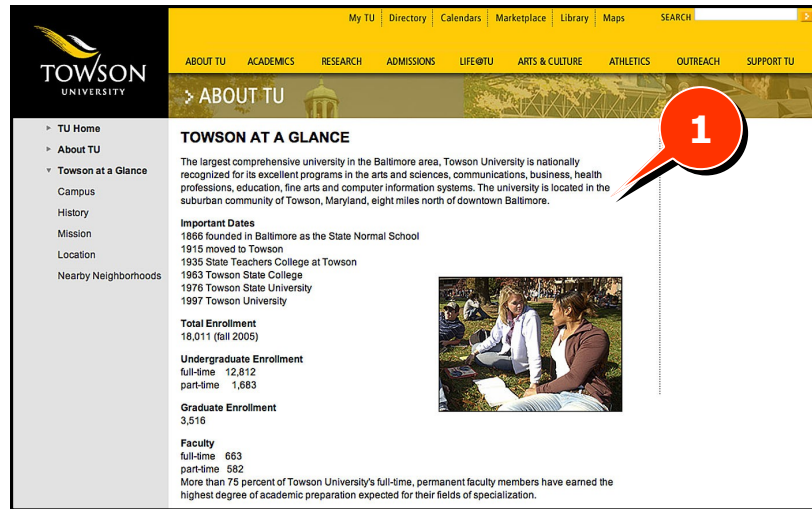 My TU Directory Calendars Marketplace Library Maps SEARCH
TOWSON
UNIVERSITY
ABOUT TU ACADEMICS RESEARCH ADMISSIONS LIFE@TU ARTS & CULTURE ATHLETICS OUTREACH SUPPORT TU
> ABOUT TU
1
TU Home
About TU
Towson at a Glance
Campus
History
Mission
Location
Nearby Neighborhoods
TOWSON AT A GLANCE
The largest comprehensive university in the Baltimore area, Towson University is nationally
recognized for its excellent programs in the arts and sciences, communications, business, health
professions, education, fine arts and computer information systems. The university is located in the
suburban community of Towson, Maryland, eight miles north of downtown Baltimore.
Important Dates
1866 founded in Baltimore as the State Normal School
1915 moved to Towson
1935 State Teachers College at Towson
1963 Towson State College
1976 Towson State University
1997 Towson University
Total Enrollment
18,011 (fall 2005)
Undergraduate Enrollment
full-time 12,812
part-time 1,683
Graduate Enrollment
3,516
Faculty
full-time 663
part-time 582
More than 75 percent of Towson University's full-time, permanent faculty members have earned the
highest degree of academic preparation expected for their fields of specialization.